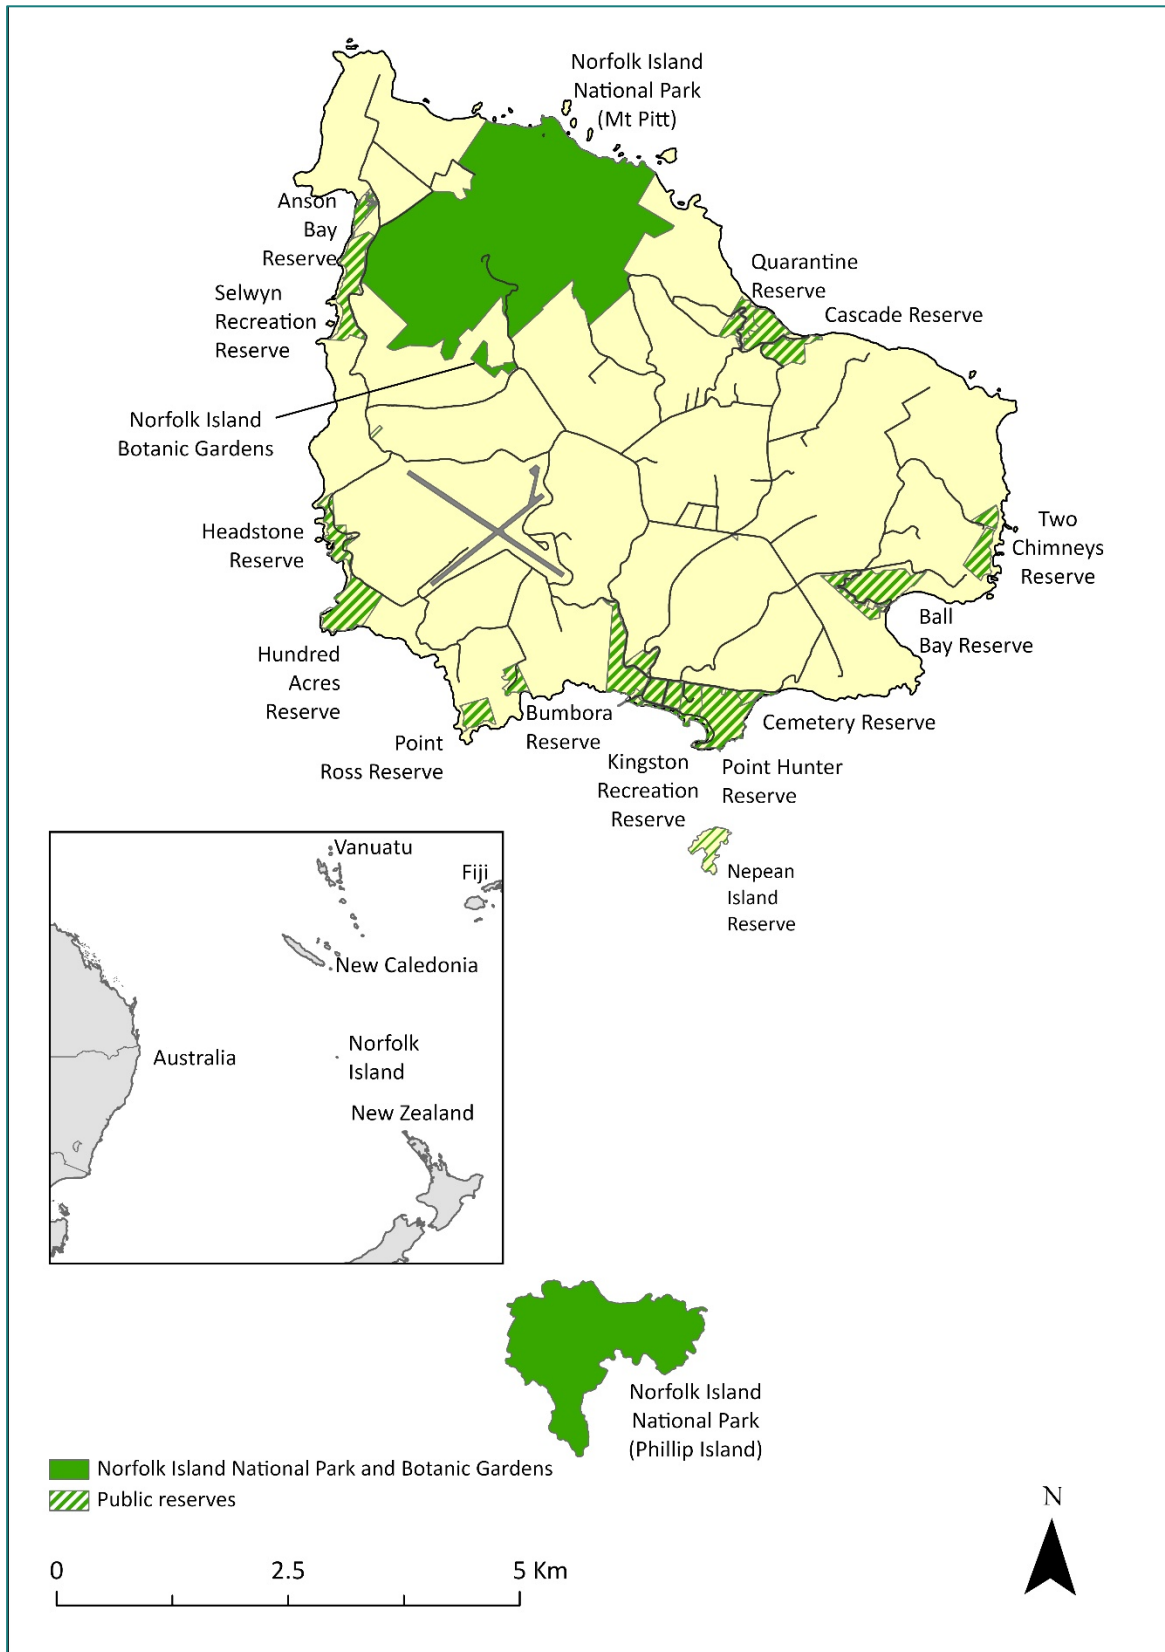 Norfolk Island
National Park
(Mt Pitt)
Anson
Bay
Reserve
Quarantine
Reserve
Selwyn
Recreation
Reserve
Cascade Reserve
Norfolk Island
Botanic Gardens
Headstone
Reserve
Two
Chimneys
Reserve
Ball
Bay Reserve
Hundred
Acres
Reserve
Bumbora
Reserve
Cemetery Reserve
Point
Ross Reserve
Kingston
Recreation
Reserve
Point Hunter
Reserve
Nepean
Island
Reserve
Vanuatu
Fiji
New Caledonia
Australia
Norfolk
Island
New Zealand
Norfolk Island
National Park
(Phillip Island)
Norfolk Island National Park and Botanic Gardens
Public reserves
N
0 2.5 5 Km